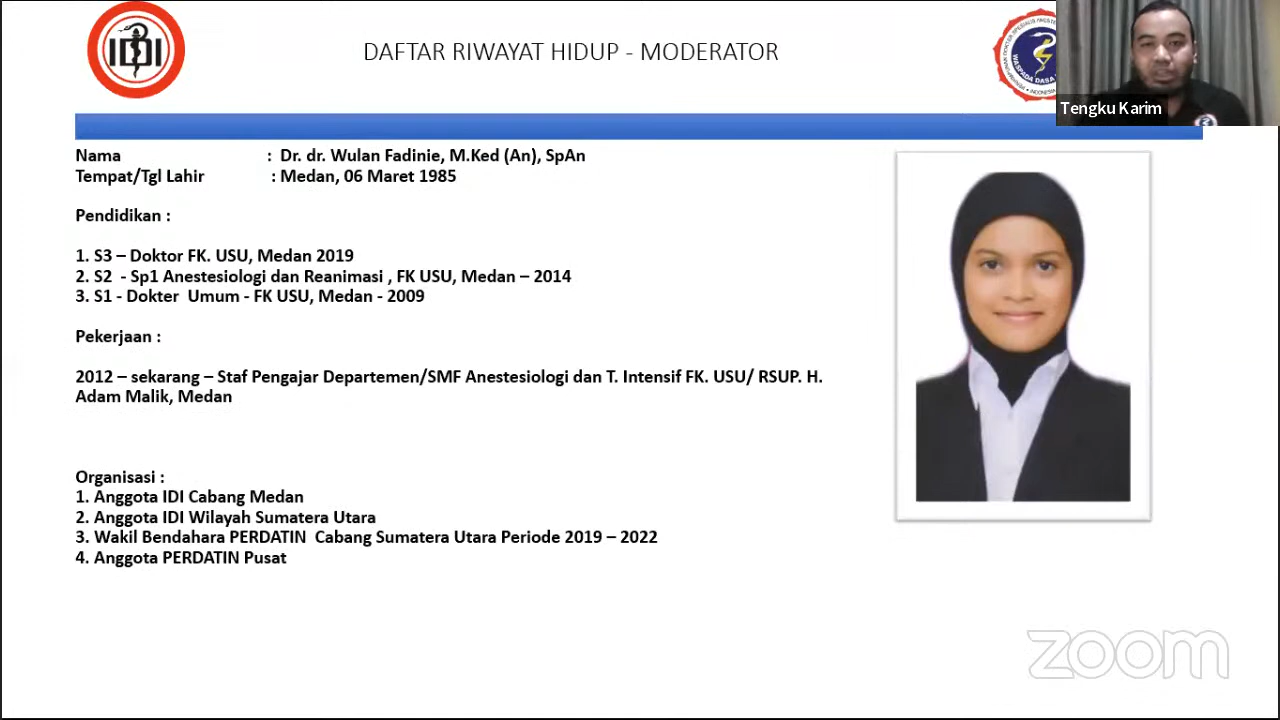 IDI
DAFTAR RIWAYAT HIDUP - MODERATOR
WASPADA DASA
INDONESIA
Tengku Karim
Nama : Dr. dr. Wulan Fadinie, M.Ked (An), SpAn
Tempat/Tgl Lahir : Medan, 06 Maret 1985
Pendidikan :
1. S3 – Doktor FK. USU, Medan 2019
2. S2 - Sp1 Anestesiologi dan Reanimasi , FK USU, Medan – 2014
3. S1 - Dokter Umum - FK USU, Medan - 2009
Pekerjaan :
2012 – sekarang – Staf Pengajar Departemen/SMF Anestesiologi dan T. Intensif FK. USU/ RSUP. H.
Adam Malik, Medan
Organisasi :
1. Anggota IDI Cabang Medan
2. Anggota IDI Wilayah Sumatera Utara
3. Wakil Bendahara PERDATIN Cabang Sumatera Utara Periode 2019 – 2022
4. Anggota PERDATIN Pusat
zoom